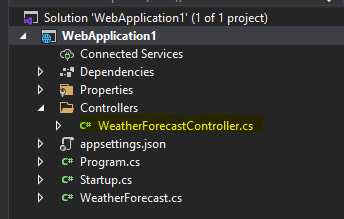 Solution 'WebApplication1' (1 of 1 project)
WebApplication1
Connected Services
Dependencies
Properties
Controllers
C# WeatherForecastController.cs
appsettings.json
C# Program.cs
C# Startup.cs
C# WeatherForecast.cs